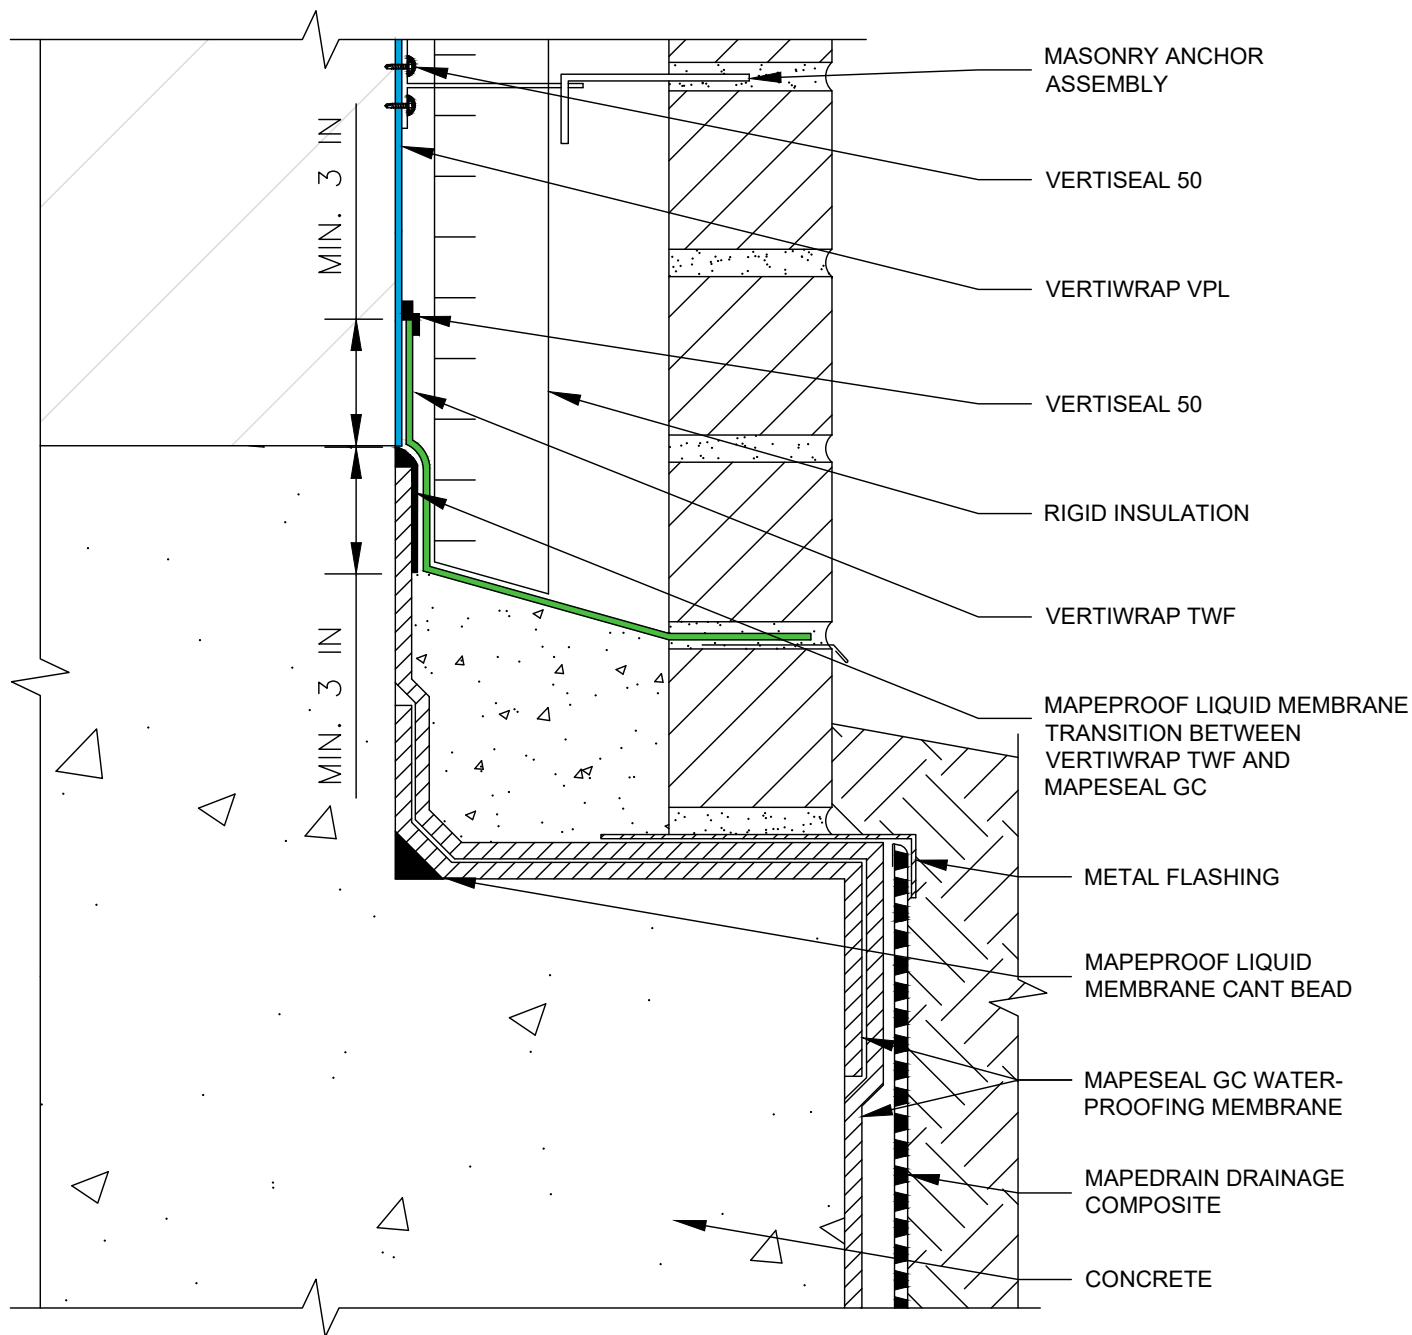 MASONRY ANCHOR
ASSEMBLY
VERTISEAL 50
VERTIWRAP VPL
VERTISEAL 50
RIGID INSULATION
VERTIWRAP TWF
MAPEPROOF LIQUID MEMBRANE
TRANSITION BETWEEN
VERTIWRAP TWF AND
MAPESEAL GC
METAL FLASHING
MAPEPROOF LIQUID
MEMBRANE CANT BEAD
MAPESEAL GC WATER-
PROOFING MEMBRANE
MAPEDRAIN DRAINAGE
COMPOSITE
CONCRETE
MIN. 3 IN
MIN. 3 IN